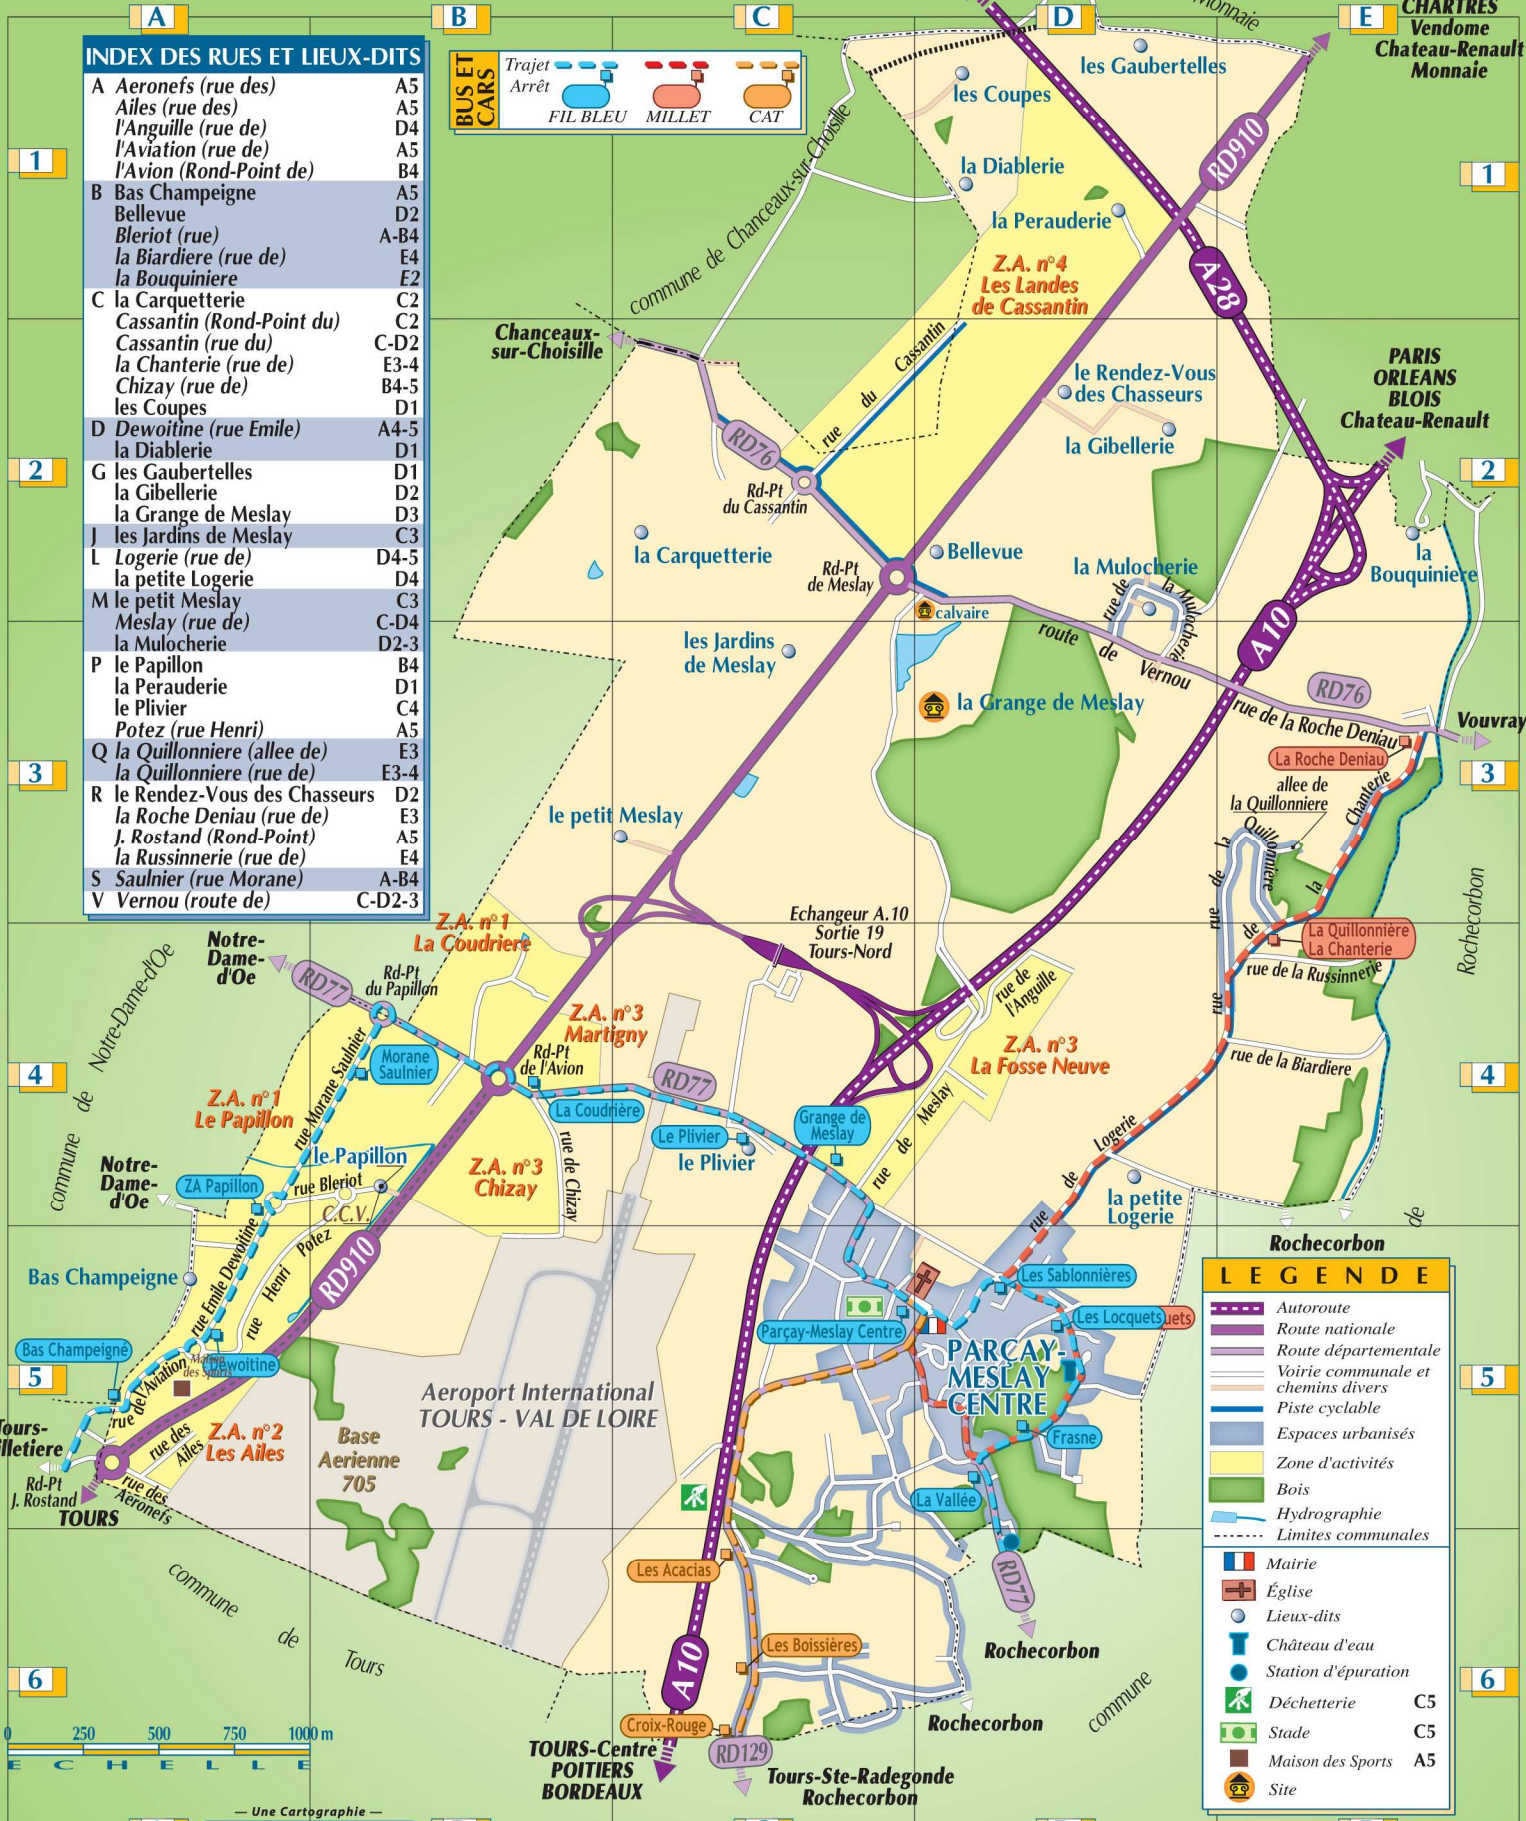 A
B
C
D
E
1
2
3
4
5
6
1
2
3
4
5
6
INDEX DES RUES ET LIEUX-DITS
A Aeronefs (rue des) A5
Ailes (rue des) A5
l'Anguille (rue de) D4
l'Aviation (rue de) A5
l'Avion (Rond-Point de) B4
B Bas Champeigne A5
Bellevue D2
Bleriot (rue) A-B4
la Biardiere (rue de) E4
la Bouquiniere E2
C la Carquetterie C2
Cassantin (Rond-Point du) C2
Cassantin (rue du) C-D2
la Chanterie (rue de) E3-4
Chizay (rue de) B4-5
les Coupes D1
D Dewoitine (rue Emile) A4-5
la Diablerie D1
G les Gaubertelles D1
la Gibellerie D2
la Grange de Meslay D3
J les Jardins de Meslay C3
L Logerie (rue de) D4-5
la petite Logerie D4
M le petit Meslay C3
Meslay (rue de) C-D4
la Mulocherie D2-3
P le Papillon B4
la Perauderie D1
le Plivier C4
Potez (rue Henri) A5
Q la Quillonniere (allee de) E3
la Quillonniere (rue de) E3-4
R le Rendez-Vous des Chasseurs D2
la Roche Deniau (rue de) E3
J. Rostand (Rond-Point) A5
la Russinnerie (rue de) E4
S Saulnier (rue Morane) A-B4
V Vernou (route de) C-D2-3
BUS ET
CARS
Trajet
Arrêt
FIL BLEU MILLET CAT
Monnaie
CHARTRES
Vendome
Chateau-Renault
Monnaie
les Gaubertelles
les Coupes
la Diablerie
la Perauderie
RD910
A28
commune de Chanceaux-sur-Choisille
Z.A. n°4
Les Landes
de Cassantin
Chanceaux-
sur-Choisille
rue du Cassantin
RD76
Rd-Pt
du Cassantin
le Rendez-Vous
des Chasseurs
la Gibellerie
PARIS
ORLEANS
BLOIS
Chateau-Renault
la Carquetterie
Rd-Pt
de Meslay
Bellevue
calvaire
la Mulocherie
rue de la Mulocherie
la
Bouquiniere
A10
les Jardins
de Meslay
route de Vernou
la Grange de Meslay
RD76
rue de la Roche Deniau
Vouvray
La Roche Deniau
allee de
la Quillonniere
rue de la Quillonniere
rue de la Chanterie
le petit Meslay
Rochecorbon
Z.A. n°1
La Coudriere
Echangeur A.10
Sortie 19
Tours-Nord
La Quillonnière
La Chanterie
rue de la Russinnerie
rue de la Biardiere
Notre-
Dame-
d'Oe
RD77
Rd-Pt
du Papillon
commune de Notre-Dame-d'Oe
Z.A. n°3
Martigny
Rd-Pt
de l'Avion
rue de
l'Anguille
Z.A. n°3
La Fosse Neuve
Morane
Saulnier
rue Morane Saulnier
Z.A. n°1
Le Papillon
RD77
La Coudrière
Le Plivier
le Plivier
Grange de
Meslay
rue de Meslay
rue de Logerie
la petite
Logerie
Notre-
Dame-
d'Oe
ZA Papillon
le Papillon
rue Bleriot
C.C.V.
Z.A. n°3
Chizay
rue de Chizay
rue Henri Potez
rue Emile Dewoitine
RD910
Bas Champeigne
Bas Champeigné
Dewoitine
Maison
des Sports
rue de l'Aviation
Tours-
Rd-Pt
J. Rostand
TOURS
rue des
Ailes
rue des
Aeronefs
Z.A. n°2
Les Ailes
Base
Aerienne
705
Aeroport International
TOURS - VAL DE LOIRE
Parçay-Meslay Centre
Les Sablonnières
Les Locquets
uets
PARÇAY-
MESLAY
CENTRE
Frasne
La Vallée
RD77
Rochecorbon
Rochecorbon
Rochecorbon
commune de
commune de Tours
Les Acacias
Les Boissières
Croix-Rouge
A10
RD129
TOURS-Centre
POITIERS
BORDEAUX
Tours-Ste-Radegonde
Rochecorbon
0 250 500 750 1000 m
ECHELLE
— Une Cartographie —
LEGENDE
Autoroute
Route nationale
Route départementale
Voirie communale et
chemins divers
Piste cyclable
Espaces urbanisés
Zone d'activités
Bois
Hydrographie
Limites communales
Mairie
Église
Lieux-dits
Château d'eau
Station d'épuration
Déchetterie C5
Stade C5
Maison des Sports A5
Site